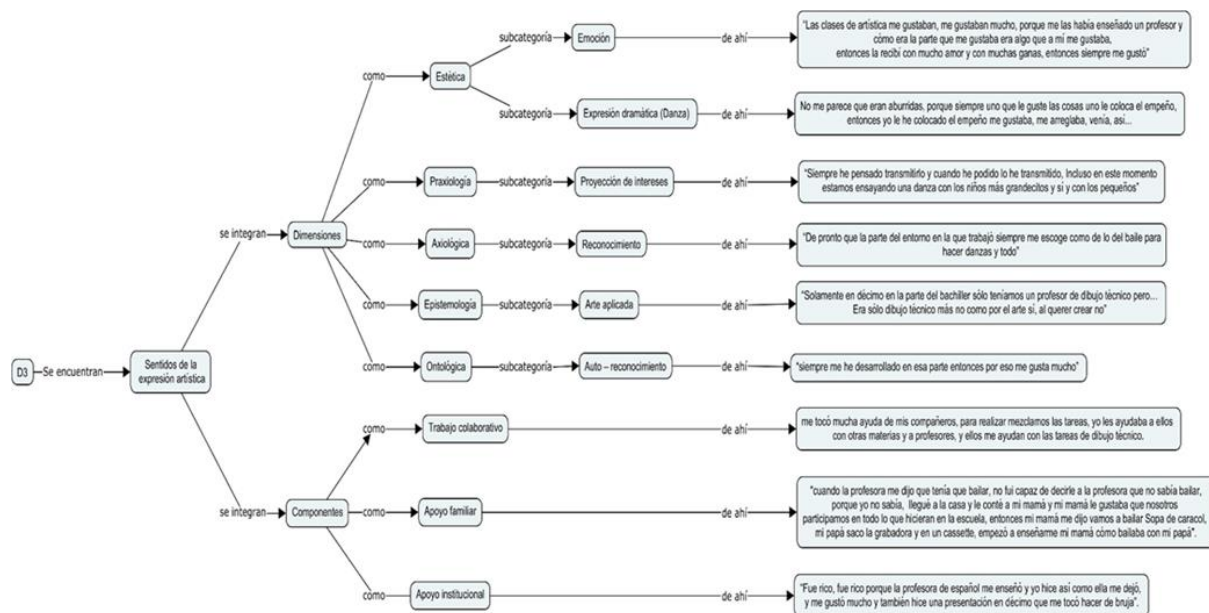 subcategoría
Emoción
de ahí
"Las clases de artística me gustaban, me gustaban mucho, porque me las había enseñado un profesor y
cómo era la parte que me gustaba era algo que a mí me gustaba,
entonces la recibí con mucho amor y con muchas ganas, entonces siempre me gustó"
como
Estética
subcategoría
Expresión dramática (Danza)
de ahí
No me parece que eran aburridas, porque siempre uno que le guste las cosas uno le coloca el empeño,
entonces yo le he colocado el empeño me gustaba, me arreglaba, venía, así...
como
Praxiología
subcategoría
Proyección de intereses
de ahí
"Siempre he pensado transmitirlo y cuando he podido lo he transmitido, Incluso en este momento
estamos ensayando una danza con los niños más grandecitos y sí y con los pequeños"
se integran
Dimensiones
como
Axiológica
subcategoría
Reconocimiento
de ahí
"De pronto que la parte del entorno en la que trabajó siempre me escoge como de lo del baile para
hacer danzas y todo"
como
Epistemología
subcategoría
Arte aplicada
de ahí
"Solamente en décimo en la parte del bachiller sólo teníamos un profesor de dibujo técnico pero...
Era sólo dibujo técnico más no como por el arte sí, al querer crear no"
como
Ontológica
subcategoría
Auto – reconocimiento
de ahí
"siempre me he desarrollado en esa parte entonces por eso me gusta mucho"
D3
Se encuentran
Sentidos de la
expresión artística
como
Trabajo colaborativo
de ahí
me tocó mucha ayuda de mis compañeros, para realizar mezclamos las tareas, yo les ayudaba a ellos
con otras materias y a profesores, y ellos me ayudan con las tareas de dibujo técnico.
se integran
Componentes
como
Apoyo familiar
de ahí
"cuando la profesora me dijo que tenía que bailar, no fui capaz de decirle a la profesora que no sabía bailar,
porque yo no sabía, llegué a la casa y le conté a mi mamá y mi mamá le gustaba que nosotros
participamos en todo lo que hicieran en la escuela, entonces mi mamá me dijo vamos a bailar Sopa de caracol,
mi papá saco la grabadora y en un cassette, empezó a enseñarme mi mamá cómo bailaba con mi papá".
como
Apoyo institucional
de ahí
"Fue rico, fue rico porque la profesora de español me enseñó y yo hice así como ella me dejó,
y me gustó mucho y también hice una presentación en décimo que me tocó hacer de bruja".